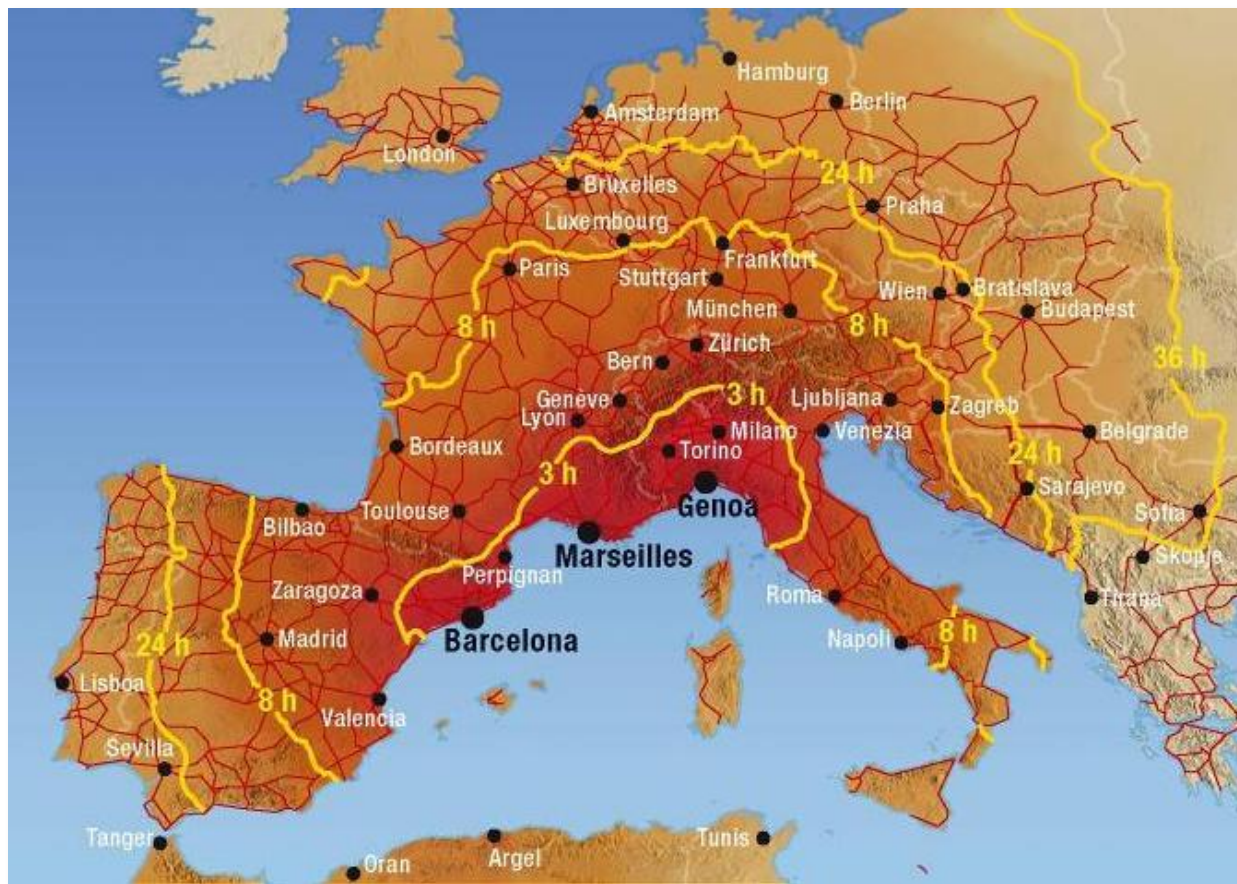 Hamburg
Berlin
Amsterdam
London
24 h
Bruxelles
Praha
Luxembourg
Frankfurt
Paris
Stuttgart
Wien
Bratislava
München
Budapest
8 h
8 h
Zürich
Bern
36 h
3 h
Genève
Ljubljana
Zagreb
Lyon
Milano
Venezia
Belgrade
Bordeaux
Torino
3 h
24 h
Sarajevo
Genoa
Toulouse
Sofia
Bilbao
Marseilles
Skopje
Perpignan
Zaragoza
Roma
Tirana
Madrid
Barcelona
Napoli
8 h
24 h
Lisboa
8 h
Valencia
Sevilla
Tanger
Tunis
Argel
Oran